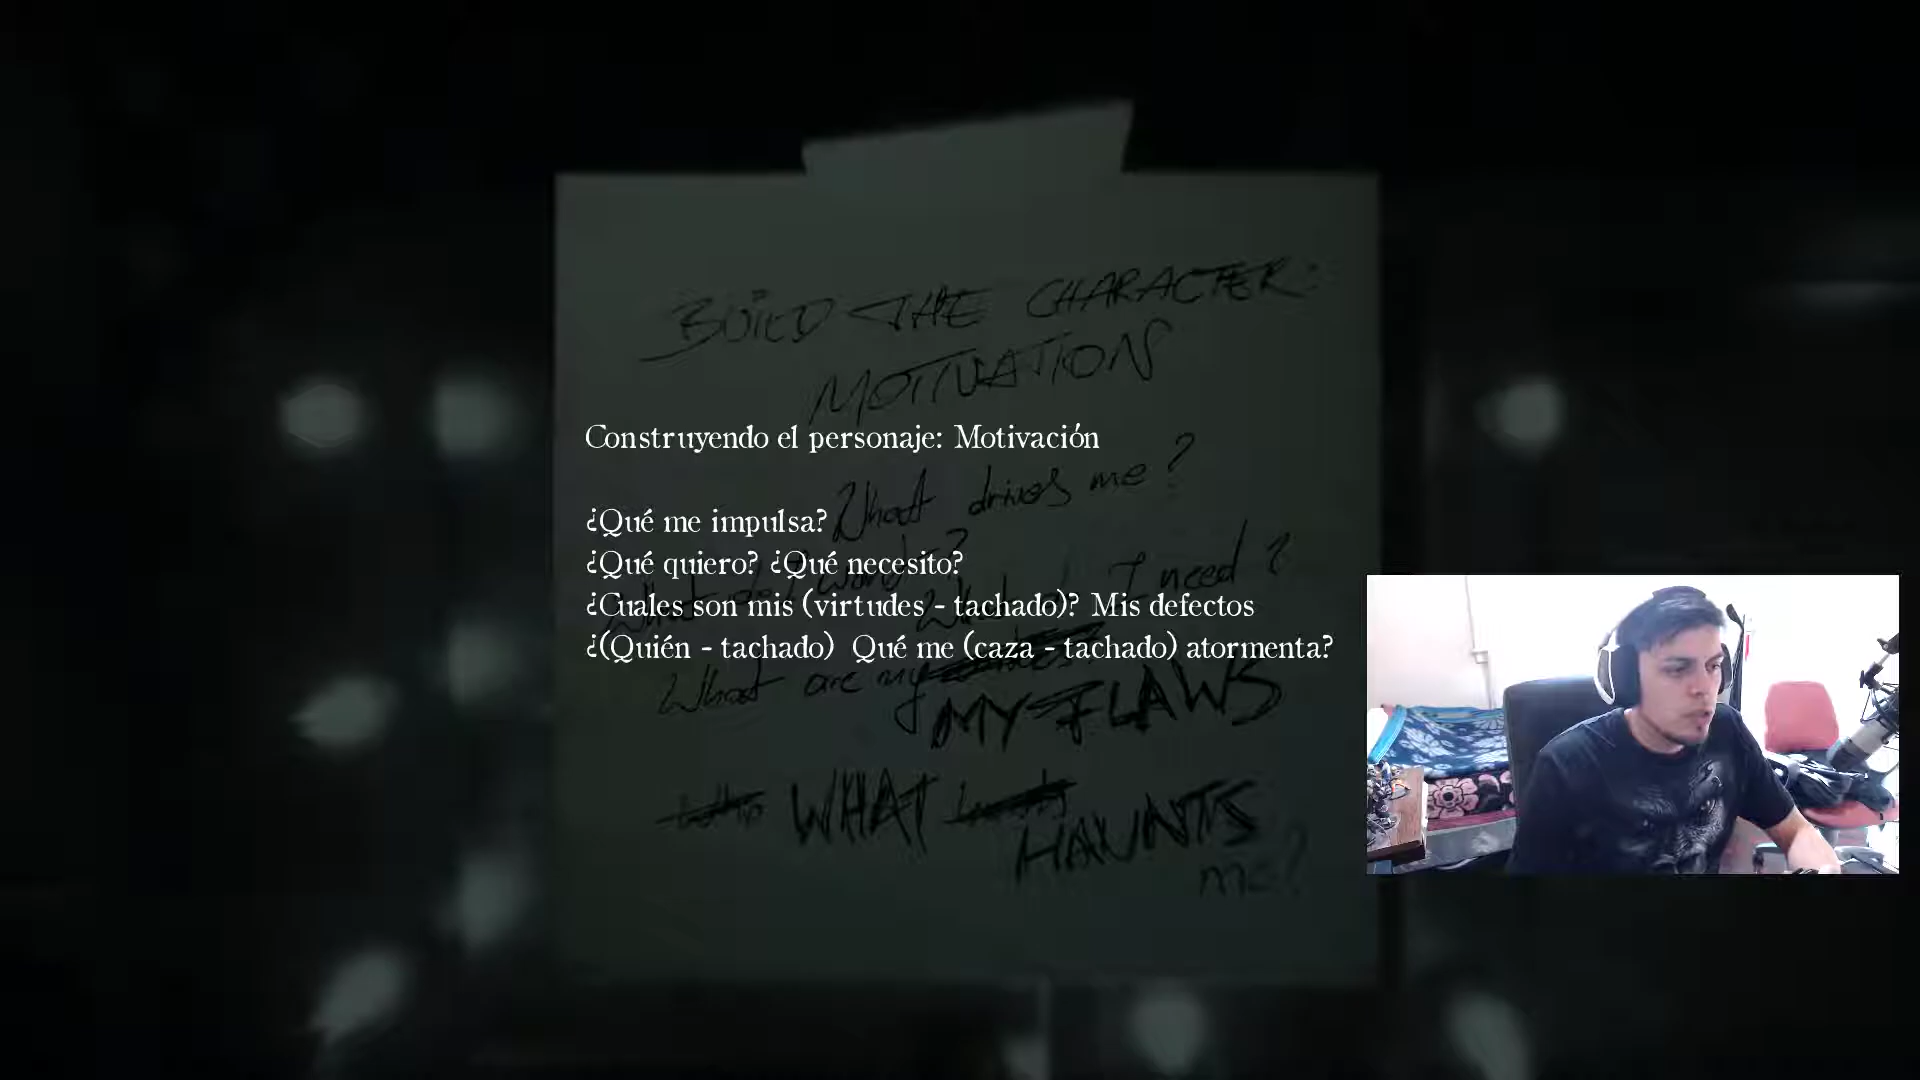 BUILD THE CHARACTER:
MOTIVATION
Construyendo el personaje: Motivación
What drives me?
¿Qué me impulsa?
¿Qué quiero? ¿Qué necesito?
I need?
¿Cuales son mis (virtudes - tachado)? Mis defectos
¿(Quién - tachado) Qué me (caza - tachado) atormenta?
What are my
MY FLAWS
WHAT
HAUNTS
me?